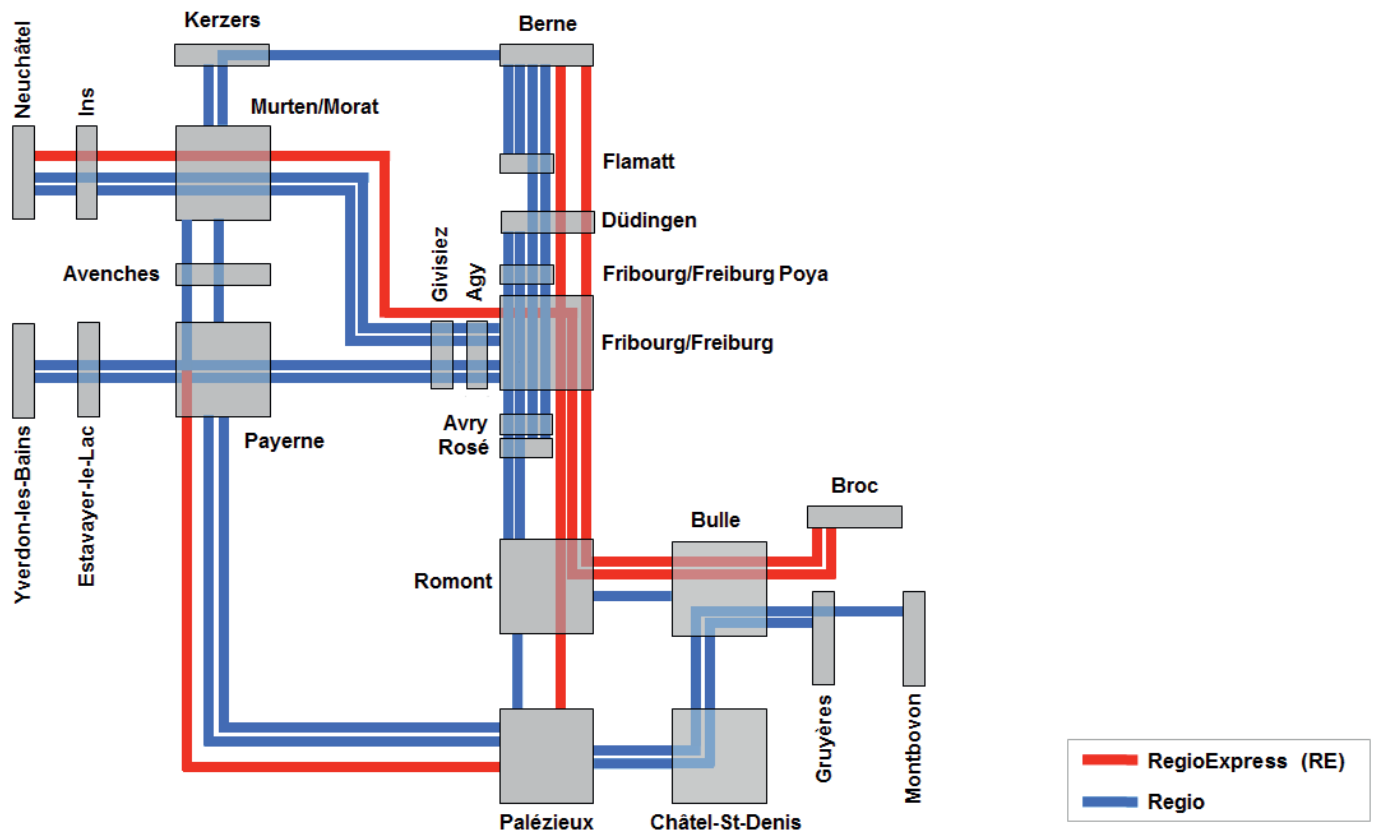 Kerzers
Berne
Neuchâtel
Ins
Murten/Morat
Flamatt
Düdingen
Avenches
Givisiez
Agy
Fribourg/Freiburg Poya
Fribourg/Freiburg
Yverdon-les-Bains
Estavayer-le-Lac
Payerne
Avry
Rosé
Broc
Bulle
Romont
Gruyères
Montbovon
Palézieux
Châtel-St-Denis
RegioExpress (RE)
Regio